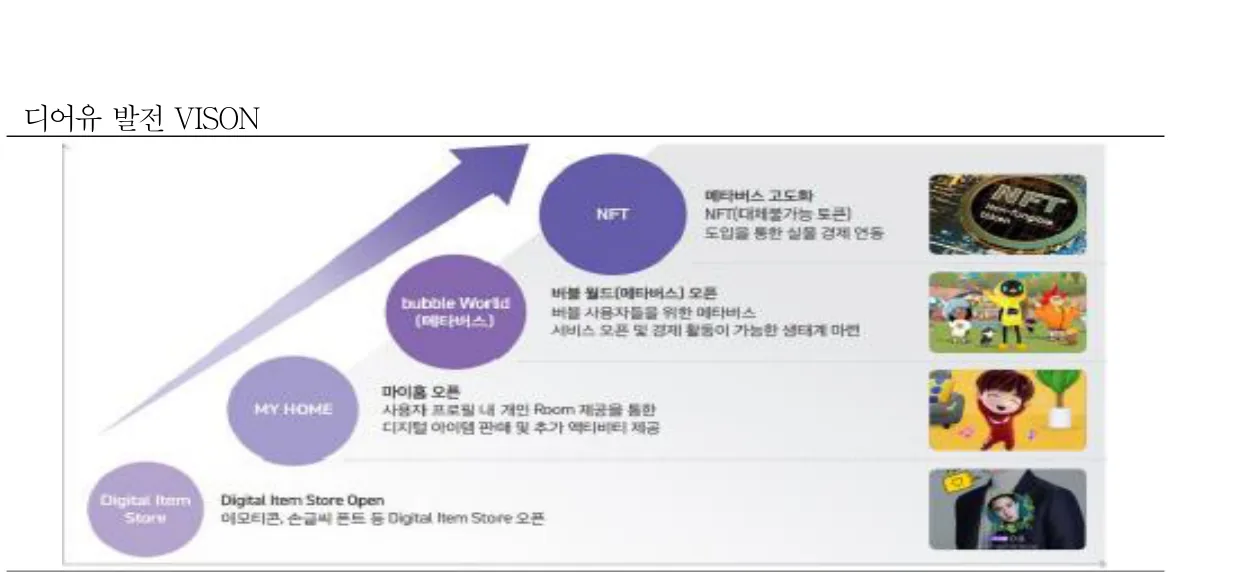 디어유 발전 VISON
NFT
메타버스 고도화
NFT(대체불가능 토큰)
도입을 통한 실물 경제 연동
NFT
non-fungible
token
bubble World
(메타버스)
버블 월드(메타버스) 오픈
버블 사용자들을 위한 메타버스
서비스 오픈 및 경제 활동이 가능한 생태계 마련
MY HOME
마이홈 오픈
사용자 프로필 내 개인 Room 제공을 통한
디지털 아이템 판매 및 추가 액티비티 제공
Digital Item
Store
Digital Item Store Open
이모티콘, 손글씨 폰트 등 Digital Item Store 오픈